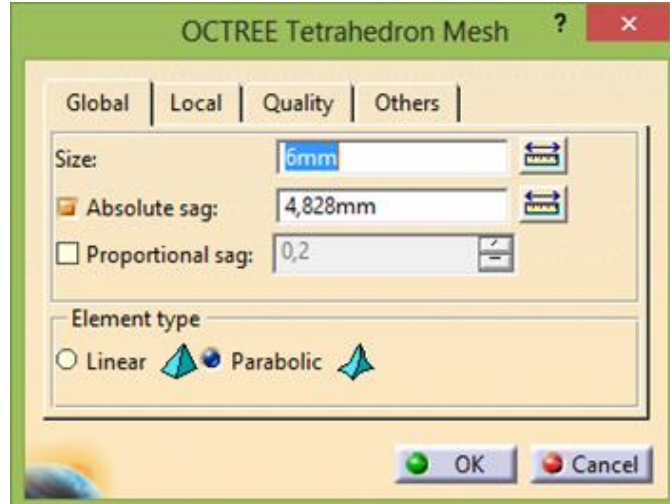 OCTREE Tetrahedron Mesh ? ×
Global Local Quality Others
Size: 6mm
Absolute sag: 4,828mm
Proportional sag: 0,2
Element type
Linear Parabolic
OK Cancel